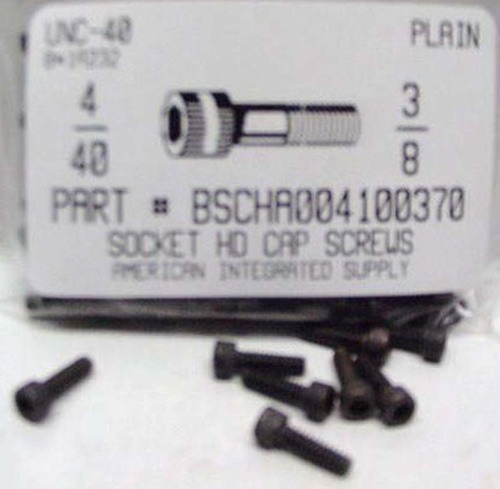 UNC-40
PLAIN
4
40
3
8
PART # BSCHA004100370
SOCKET HD CAP SCREWS
AMERICAN INTEGRATED SUPPLY